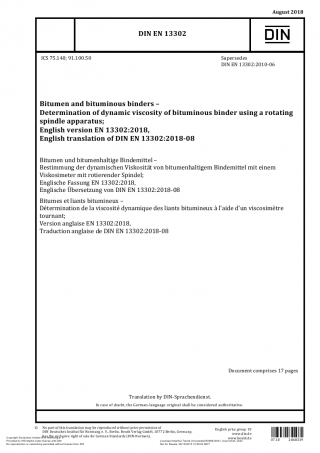 August 2018
DIN EN 13302
DIN
ICS 75.140; 91.100.50
Supersedes
DIN EN 13302:2010-06
Bitumen and bituminous binders –
Determination of dynamic viscosity of bituminous binder using a rotating
spindle apparatus;
English version EN 13302:2018,
English translation of DIN EN 13302:2018-08
Bitumen und bitumenhaltige Bindemittel –
Bestimmung der dynamischen Viskosität von bitumenhaltigem Bindemittel mit einem
Viskosimeter mit rotierender Spindel;
Englische Fassung EN 13302:2018,
Englische Übersetzung von DIN EN 13302:2018-08
Bitumes et liants bitumineux –
Détermination de la viscosité dynamique des liants bitumineux à l'aide d'un viscosimètre
tournant;
Version anglaise EN 13302:2018,
Traduction anglaise de DIN EN 13302:2018-08
Document comprises 17 pages
Translation by DIN-Sprachendienst.
In case of doubt, the German-language original shall be considered authoritative.
© No part of this translation may be reproduced without prior permission of
DIN Deutsches Institut für Normung e. V., Berlin. Beuth Verlag GmbH, 10772 Berlin, Germany,
has the exclusive right of sale for German Standards (DIN-Normen).
English price group 10
www.din.de
www.beuth.de